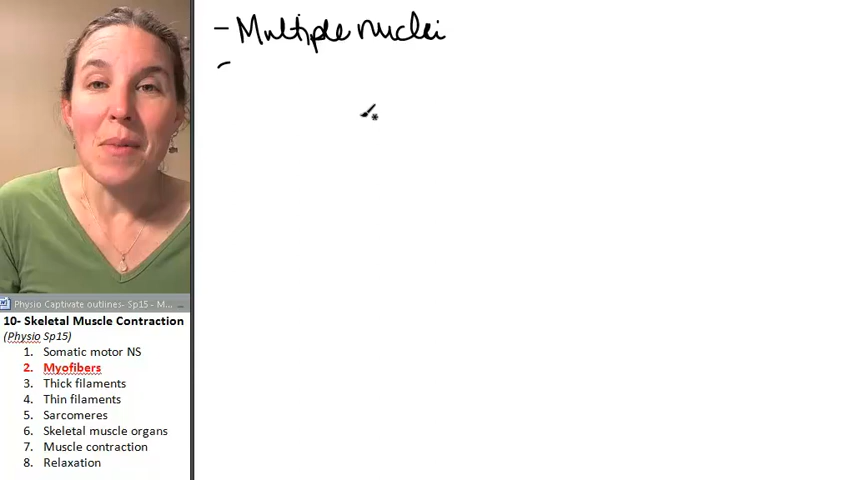 - Multiple nuclei
-
Physio Captivate outlines- Sp15 - M...
10- Skeletal Muscle Contraction
(Physio Sp15)
1. Somatic motor NS
2. Myofibers
3. Thick filaments
4. Thin filaments
5. Sarcomeres
6. Skeletal muscle organs
7. Muscle contraction
8. Relaxation